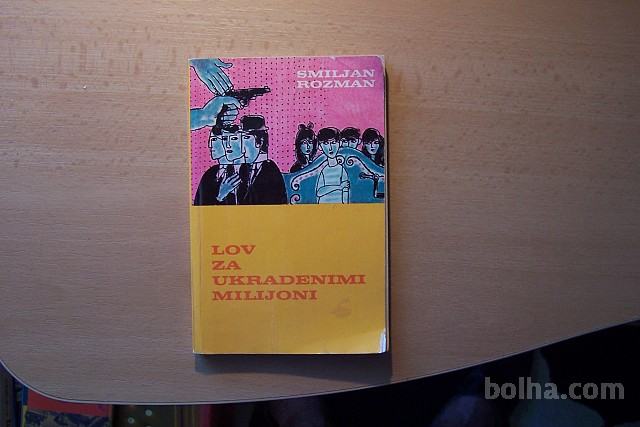 SMILJAN
ROZMAN
LOV
ZA
UKRADENIMI
MILIJONI
bolha.com